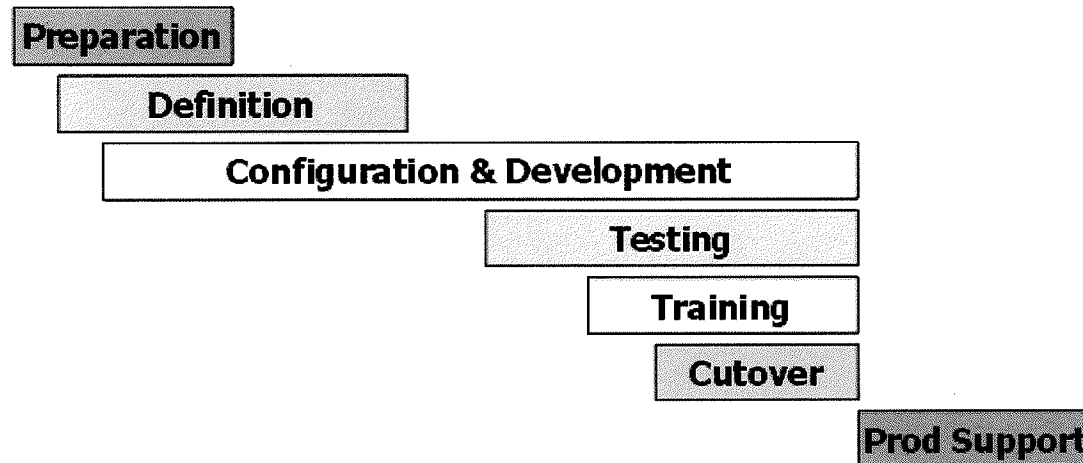 Preparation
Definition
Configuration & Development
Testing
Training
Cutover
Prod Support